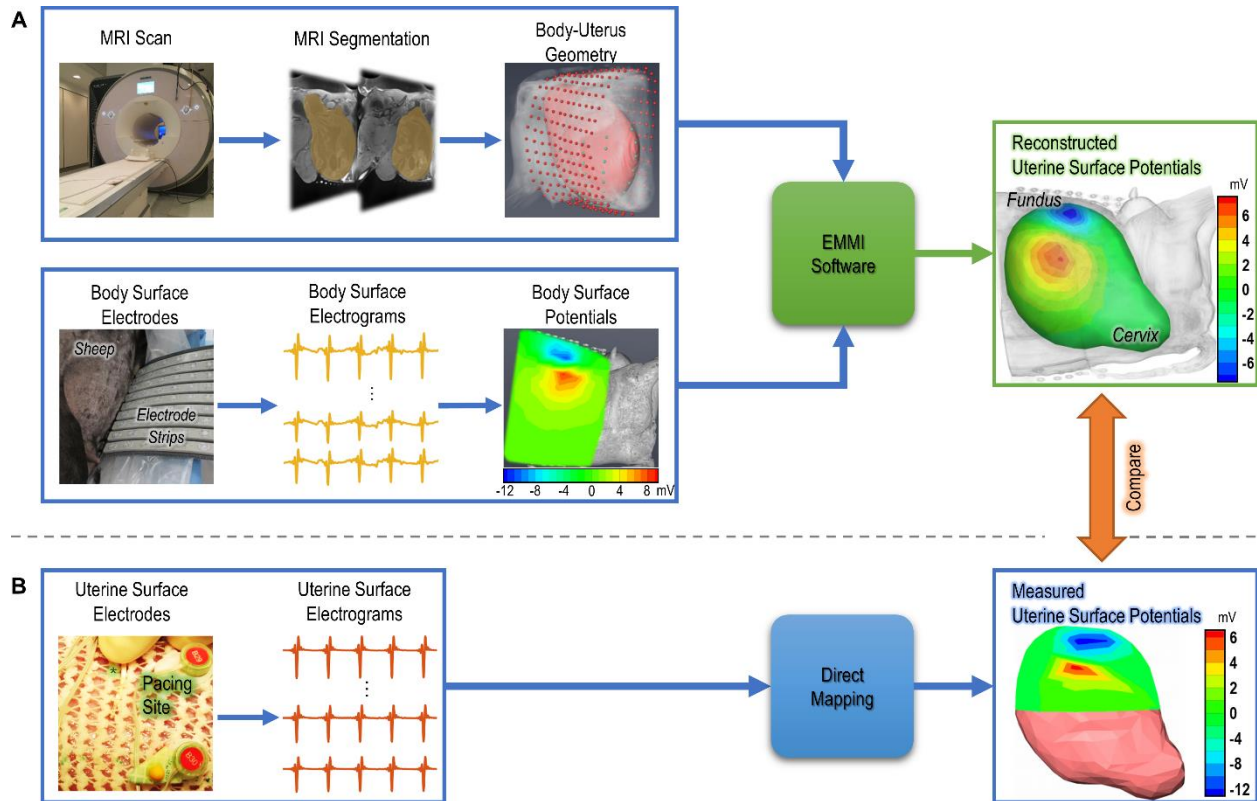 A
MRI Scan
MRI Segmentation
Body-Uterus
Geometry
Body Surface
Electrodes
Sheep
Electrode
Strips
Body Surface
Electrograms
...
Body Surface
Potentials
-12 -8 -4 0 4 8 mV
EMMI
Software
Reconstructed
Uterine Surface Potentials
mV
Fundus
Cervix
6
4
2
0
-2
-4
-6
Compare
B
Uterine Surface
Electrodes
*
Pacing
Site
B29
B30
Uterine Surface
Electrograms
...
Direct
Mapping
Measured
Uterine Surface Potentials
mV
6
4
2
0
-4
-8
-12